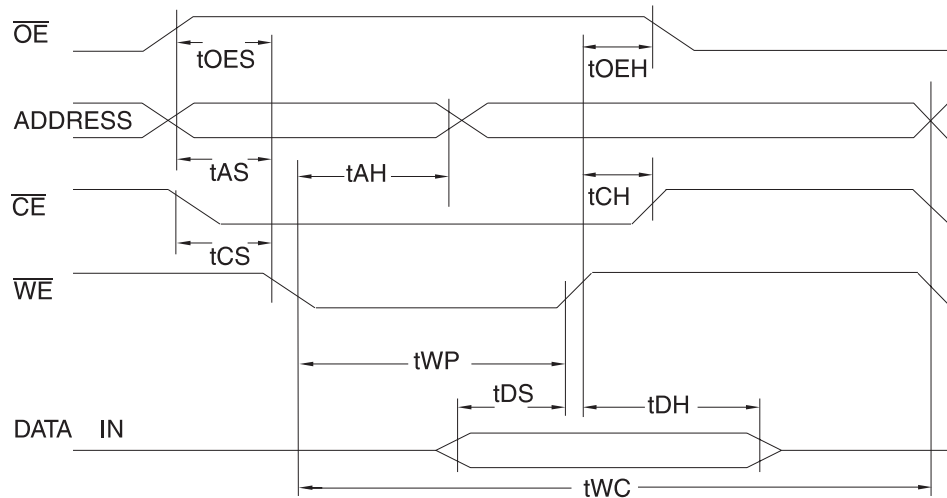 OE
tOES
tOEH
ADDRESS
tAS
tAH
tCH
CE
tCS
WE
tWP
tDS
tDH
DATA IN
tWC